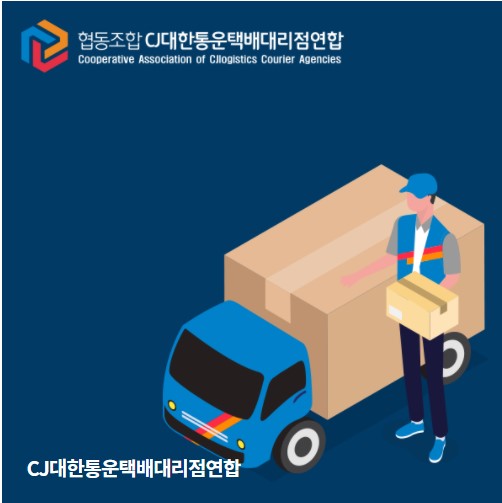 협동조합 CJ대한통운택배대리점연합
Cooperative Association of CJlogistics Courier Agencies
CJ대한통운택배대리점연합